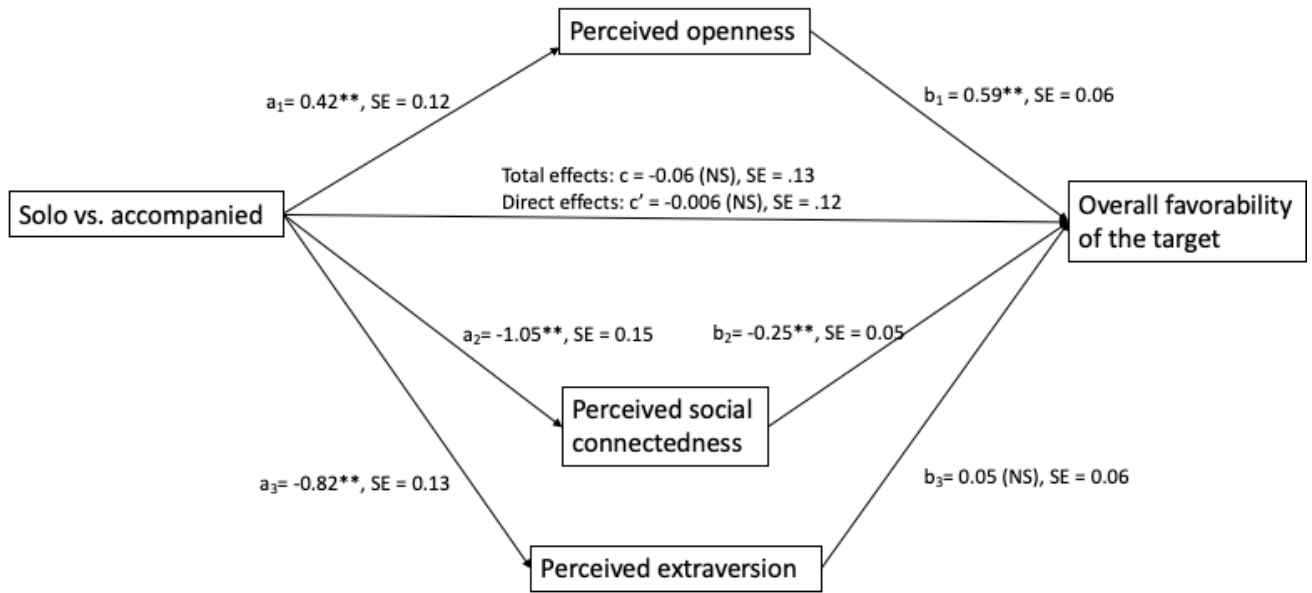 Perceived openness
a₁= 0.42**, SE = 0.12
b₁ = 0.59**, SE = 0.06
Total effects: c = -0.06 (NS), SE = .13
Direct effects: c’ = -0.006 (NS), SE = .12
Solo vs. accompanied
Overall favorability
of the target
a₂= -1.05**, SE = 0.15
b₂= -0.25**, SE = 0.05
Perceived social
connectedness
a₃= -0.82**, SE = 0.13
b₃= 0.05 (NS), SE = 0.06
Perceived extraversion